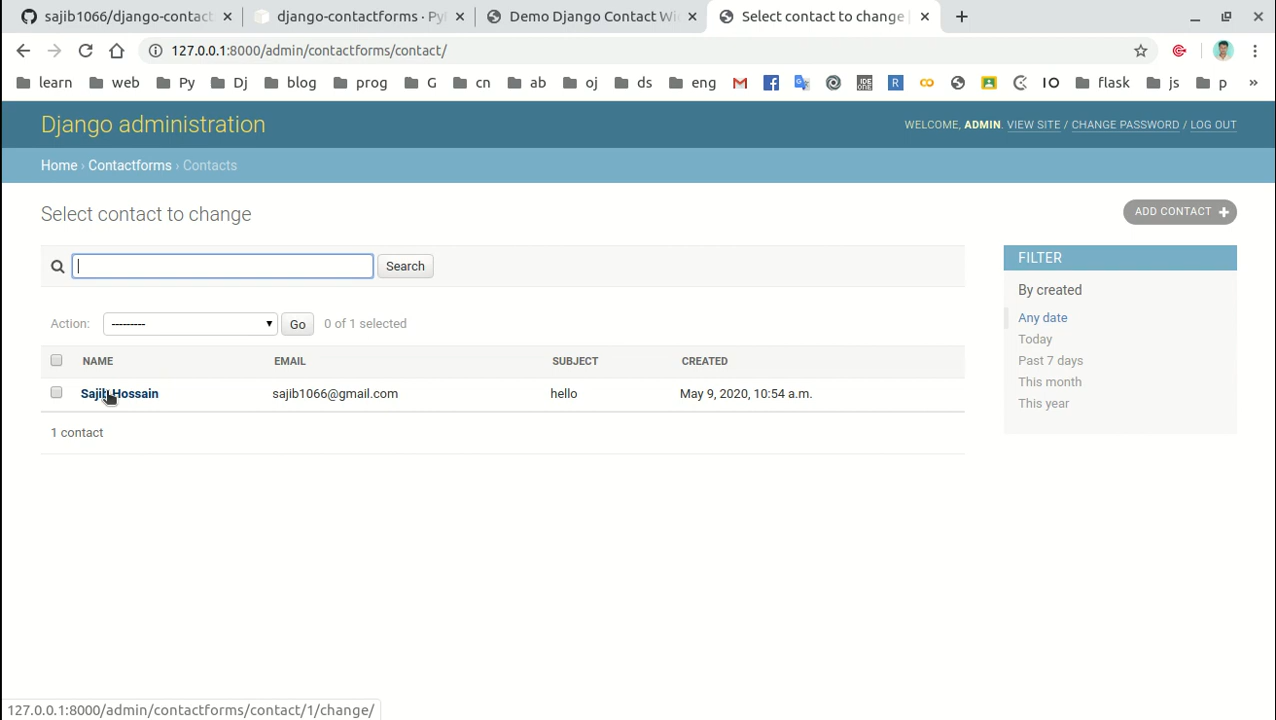 sajib1066/django-contact
django-contactforms · Py
Demo Django Contact Wi
Select contact to change
127.0.0.1:8000/admin/contactforms/contact/
learn web Py Dj blog prog G cn ab oj ds eng IDE ONE R CO IO flask js p »
Django administration
WELCOME, ADMIN. VIEW SITE / CHANGE PASSWORD / LOG OUT
Home › Contactforms › Contacts
Select contact to change
ADD CONTACT +
Search
FILTER
By created
Any date
Today
Past 7 days
This month
This year
Action: --------- Go 0 of 1 selected
NAME EMAIL SUBJECT CREATED
Sajib Hossain sajib1066@gmail.com hello May 9, 2020, 10:54 a.m.
1 contact
127.0.0.1:8000/admin/contactforms/contact/1/change/